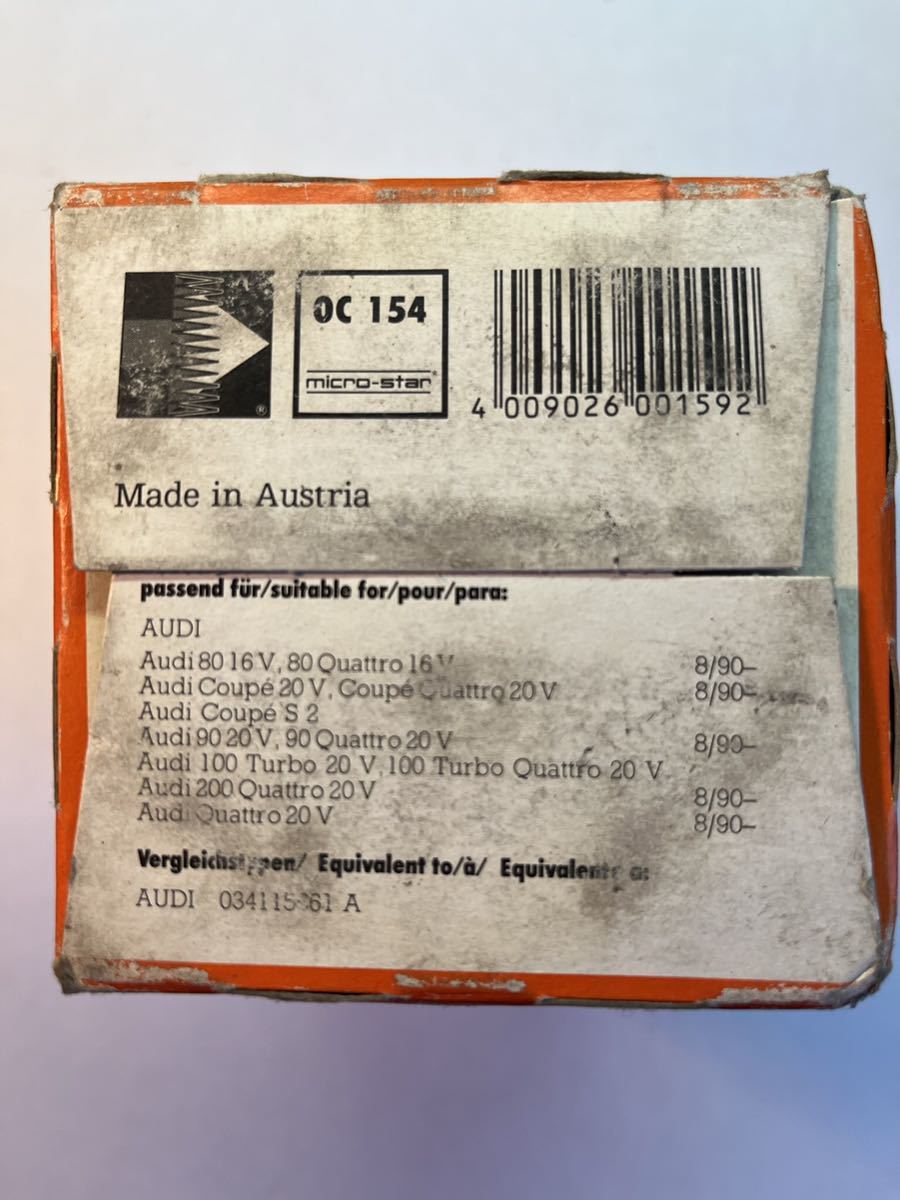 OC 154
micro-star®
4 009026 001592
®
Made in Austria
passend für/suitable for/pour/para:
AUDI
Audi 80 16 V, 80 Quattro 16 V 8/90–
Audi Coupé 20 V, Coupé Quattro 20 V 8/90–
Audi Coupé S 2
Audi 90 20 V, 90 Quattro 20 V 8/90–
Audi 100 Turbo 20 V, 100 Turbo Quattro 20 V
Audi 200 Quattro 20 V 8/90–
Audi Quattro 20 V 8/90–
Vergleichstypen/ Equivalent to/à/ Equivalente a:
AUDI A